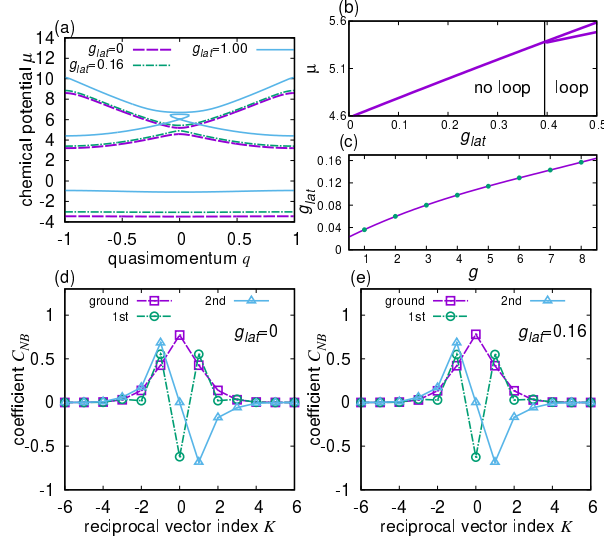 (a)
g_lat=0
g_lat=1.00
g_lat=0.16
chemical potential μ
14
12
10
8
6
4
2
0
-2
-4
-1
-0.5
0
0.5
1
quasimomentum q
(b)
μ
5.6
5.1
4.6
no loop
loop
0
0.1
0.2
0.3
0.4
0.5
g_lat
(c)
g_lat
0.16
0.12
0.08
0.04
0
1
2
3
4
5
6
7
8
g
(d)
ground
2nd
1st
g_lat=0
coefficient C_NB
1
0.5
0
-0.5
-1
-6
-4
-2
0
2
4
6
reciprocal vector index K
(e)
ground
2nd
1st
g_lat=0.16
coefficient C_NB
1
0.5
0
-0.5
-1
-6
-4
-2
0
2
4
6
reciprocal vector index K